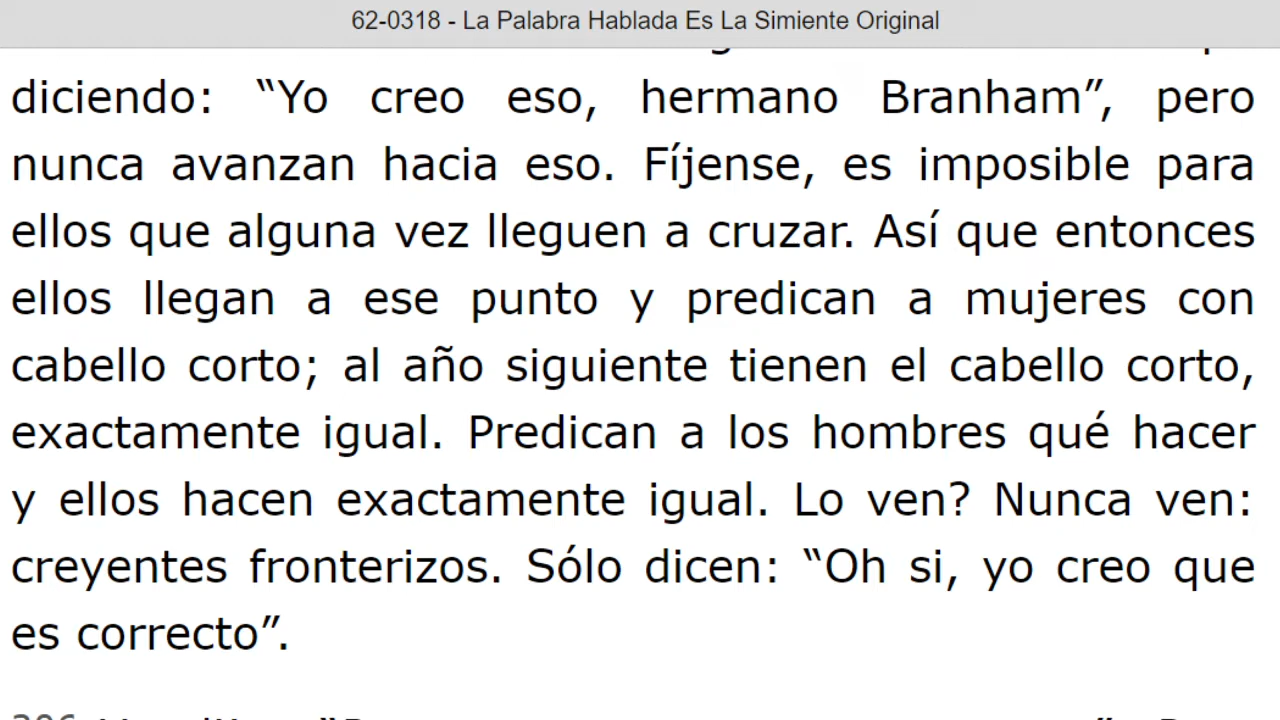 62-0318 - La Palabra Hablada Es La Simiente Original
diciendo: “Yo creo eso, hermano Branham”, pero
nunca avanzan hacia eso. Fíjense, es imposible para
ellos que alguna vez lleguen a cruzar. Así que entonces
ellos llegan a ese punto y predican a mujeres con
cabello corto; al año siguiente tienen el cabello corto,
exactamente igual. Predican a los hombres qué hacer
y ellos hacen exactamente igual. Lo ven? Nunca ven:
creyentes fronterizos. Sólo dicen: “Oh si, yo creo que
es correcto”.